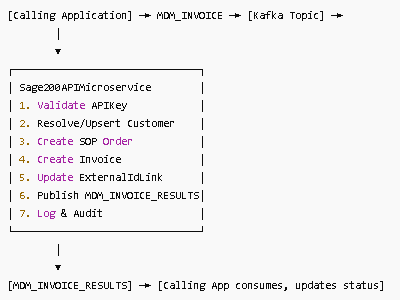 [Calling Application] → MDM_INVOICE → [Kafka Topic] →
Sage200APIMicroservice
1. Validate APIKey
2. Resolve/Upsert Customer
3. Create SOP Order
4. Create Invoice
5. Update ExternalIdLink
6. Publish MDM_INVOICE_RESULTS
7. Log & Audit
[MDM_INVOICE_RESULTS] → [Calling App consumes, updates status]